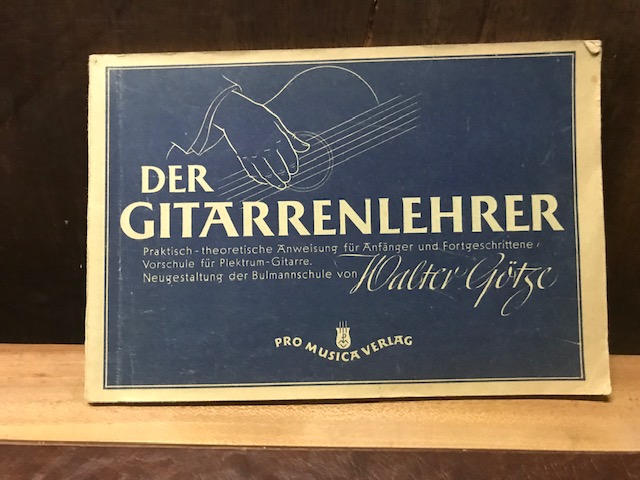 DER
GITARRENLEHRER
Praktisch-theoretische Anweisung für Anfänger und Fortgeschrittene,
Vorschule für Plektrum-Gitarre.
Neugestaltung der Bulmannschule von Walter Götze
PRO MUSICA VERLAG